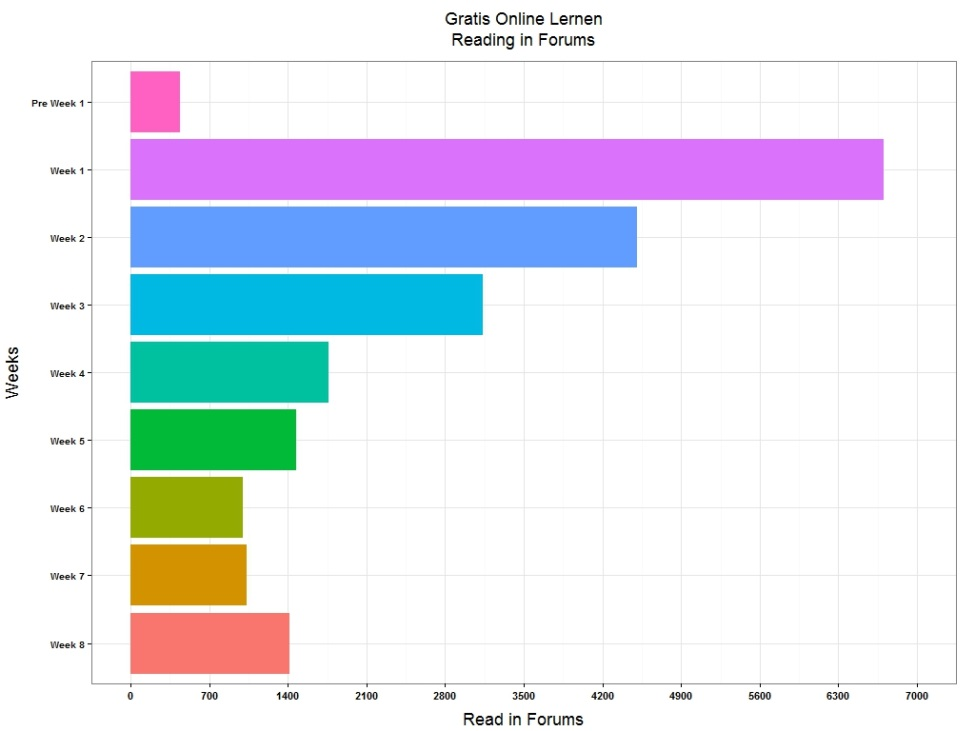 Gratis Online Lernen
Reading in Forums
Weeks
Pre Week 1
Week 1
Week 2
Week 3
Week 4
Week 5
Week 6
Week 7
Week 8
0 700 1400 2100 2800 3500 4200 4900 5600 6300 7000
Read in Forums